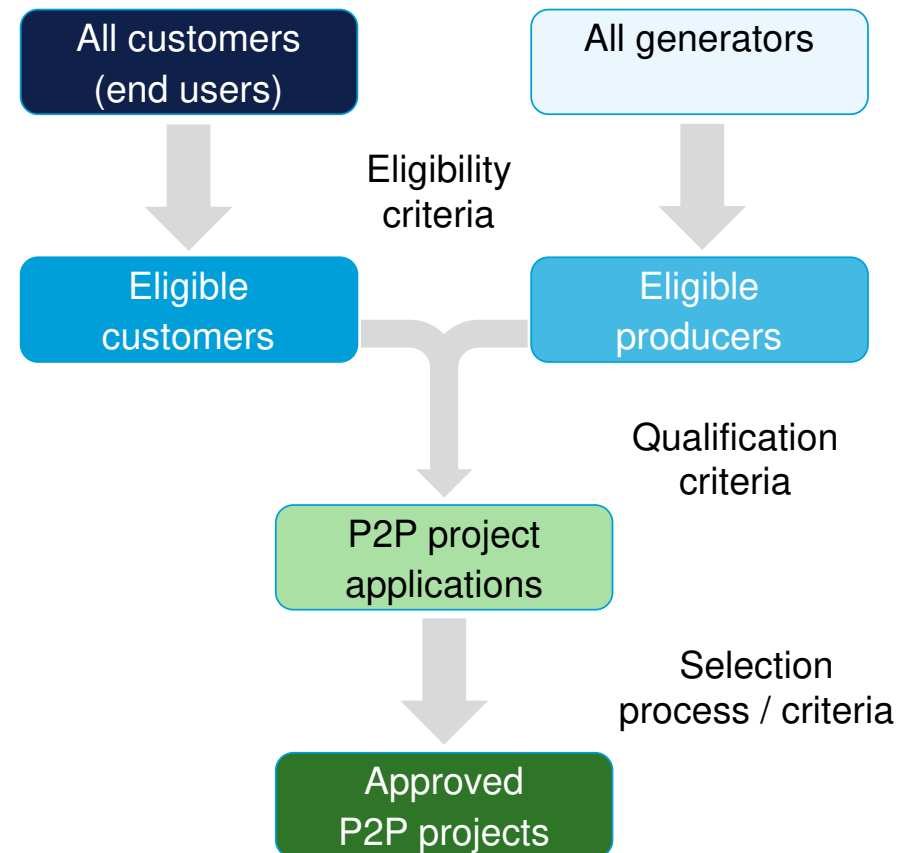 All customers
(end users)
All generators
Eligibility
criteria
Eligible
customers
Eligible
producers
Qualification
criteria
P2P project
applications
Selection
process / criteria
Approved
P2P projects